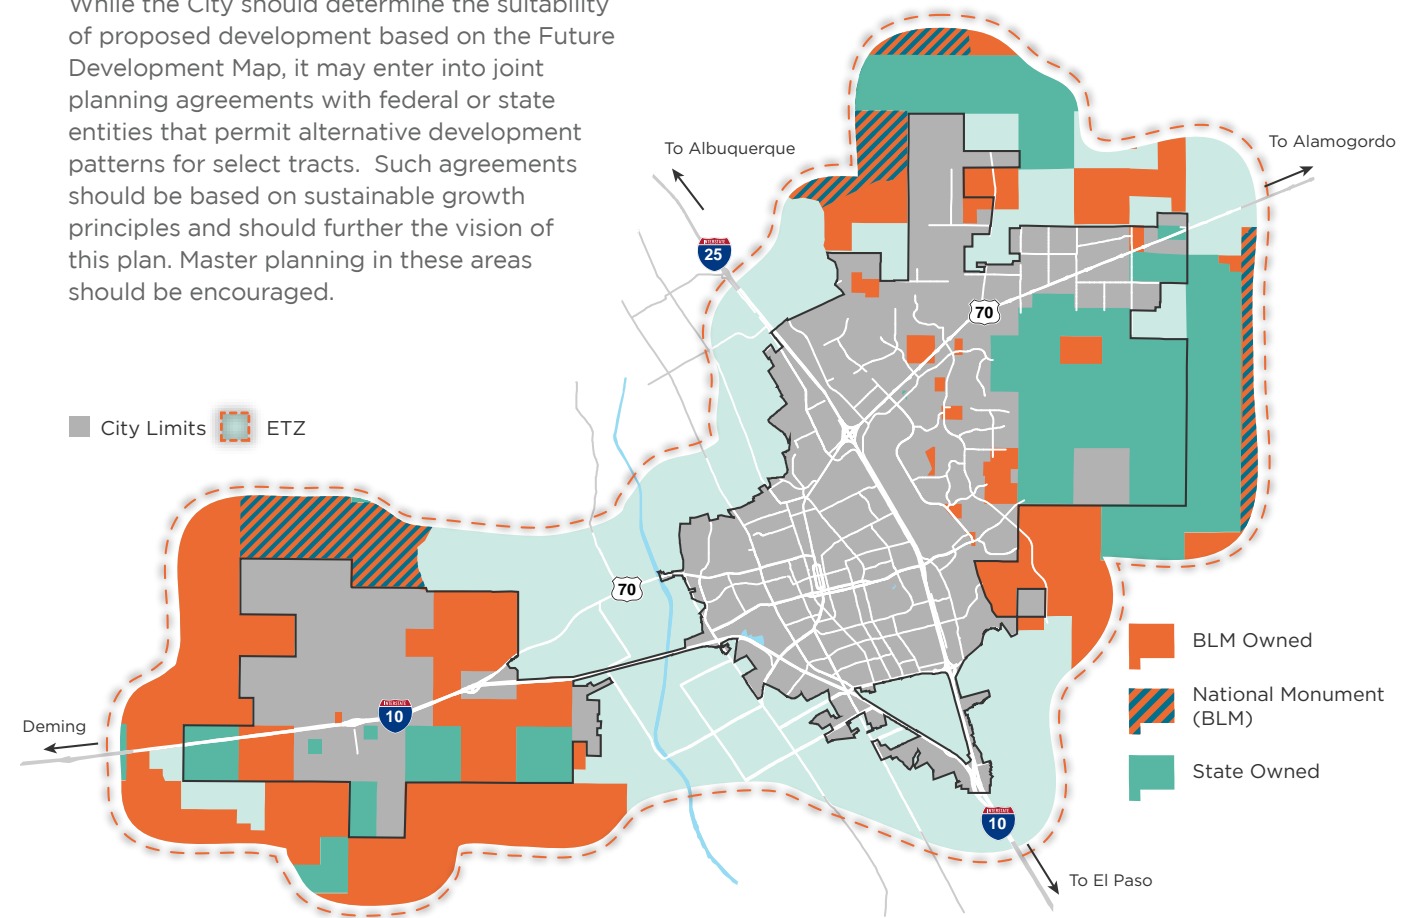 While the City should determine the suitability
of proposed development based on the Future
Development Map, it may enter into joint
planning agreements with federal or state
entities that permit alternative development
patterns for select tracts.  Such agreements
should be based on sustainable growth
principles and should further the vision of
this plan. Master planning in these areas
should be encouraged.
To Albuquerque
To Alamogordo
INTERSTATE
25
70
City Limits
ETZ
70
BLM Owned
National Monument
(BLM)
State Owned
Deming
INTERSTATE
10
INTERSTATE
10
To El Paso